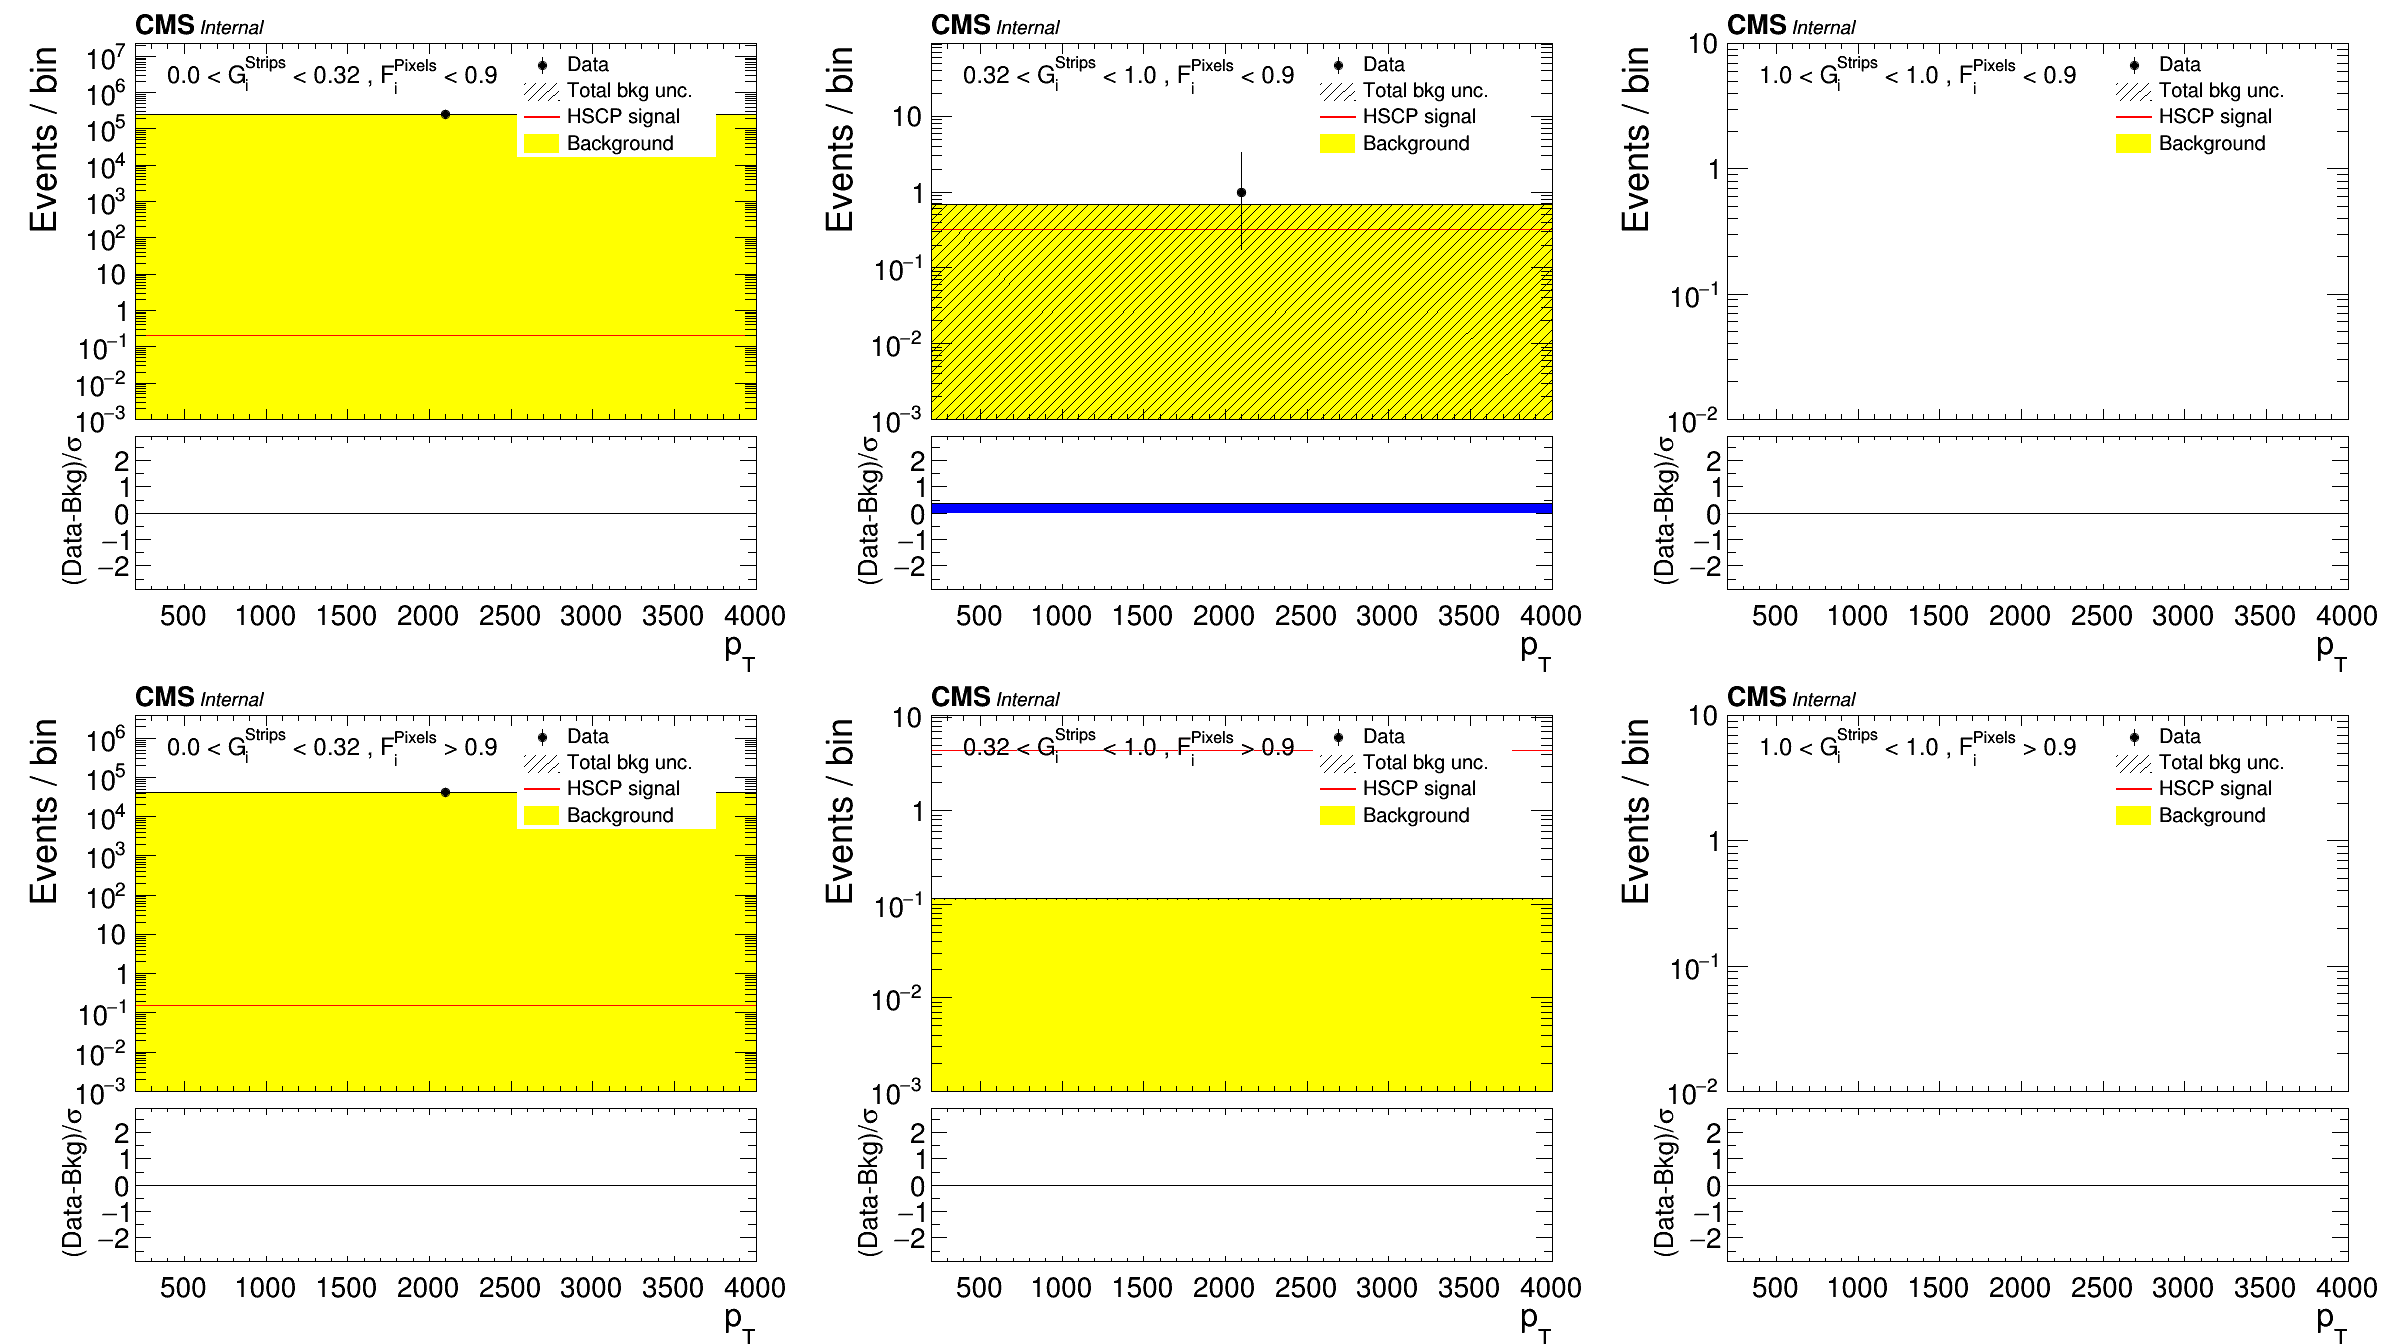 CMS Internal
Events / bin
0.0 < G_i^Strips < 0.32 , F_i^Pixels < 0.9
Data
Total bkg unc.
HSCP signal
Background
10^7
10^6
10^5
10^4
10^3
10^2
10
1
10^−1
10^−2
10^−3
(Data-Bkg)/σ
2
1
0
−1
−2
500 1000 1500 2000 2500 3000 3500 4000
p_T
CMS Internal
Events / bin
0.32 < G_i^Strips < 1.0 , F_i^Pixels < 0.9
Data
Total bkg unc.
HSCP signal
Background
10
1
10^−1
10^−2
10^−3
(Data-Bkg)/σ
2
1
0
−1
−2
500 1000 1500 2000 2500 3000 3500 4000
p_T
CMS Internal
Events / bin
1.0 < G_i^Strips < 1.0 , F_i^Pixels < 0.9
Data
Total bkg unc.
HSCP signal
Background
10
1
10^−1
10^−2
(Data-Bkg)/σ
2
1
0
−1
−2
500 1000 1500 2000 2500 3000 3500 4000
p_T
CMS Internal
Events / bin
0.0 < G_i^Strips < 0.32 , F_i^Pixels > 0.9
Data
Total bkg unc.
HSCP signal
Background
10^6
10^5
10^4
10^3
10^2
10
1
10^−1
10^−2
10^−3
(Data-Bkg)/σ
2
1
0
−1
−2
500 1000 1500 2000 2500 3000 3500 4000
p_T
CMS Internal
Events / bin
0.32 < G_i^Strips < 1.0 , F_i^Pixels > 0.9
Data
Total bkg unc.
HSCP signal
Background
10
1
10^−1
10^−2
10^−3
(Data-Bkg)/σ
2
1
0
−1
−2
500 1000 1500 2000 2500 3000 3500 4000
p_T
CMS Internal
Events / bin
1.0 < G_i^Strips < 1.0 , F_i^Pixels > 0.9
Data
Total bkg unc.
HSCP signal
Background
10
1
10^−1
10^−2
(Data-Bkg)/σ
2
1
0
−1
−2
500 1000 1500 2000 2500 3000 3500 4000
p_T